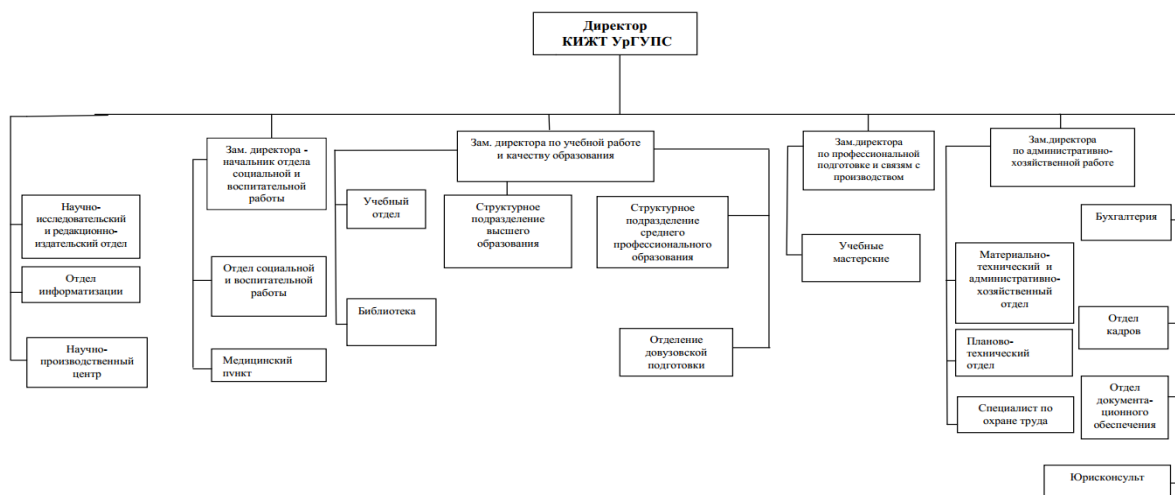 Директор
КИЖТ УрГУПС
Зам. директора -
начальник отдела
социальной и
воспитательной
работы
Зам. директора по учебной работе
и качеству образования
Зам.директора
по профессиональной
подготовке и связям с
производством
Зам.директора
по административно-
хозяйственной работе
Научно-
исследовательский
и редакционно-
издательский отдел
Отдел
информатизации
Научно-
производственный
центр
Отдел социальной
и воспитательной
работы
Медицинский
пункт
Учебный
отдел
Библиотека
Структурное
подразделение
высшего
образования
Структурное
подразделение
среднего
профессионального
образования
Отделение
довузовской
подготовки
Учебные
мастерские
Материально-
технический и
административно-
хозяйственный
отдел
Планово-
технический
отдел
Специалист по
охране труда
Бухгалтерия
Отдел
кадров
Отдел
документа-
ционного
обеспечения
Юрисконсульт